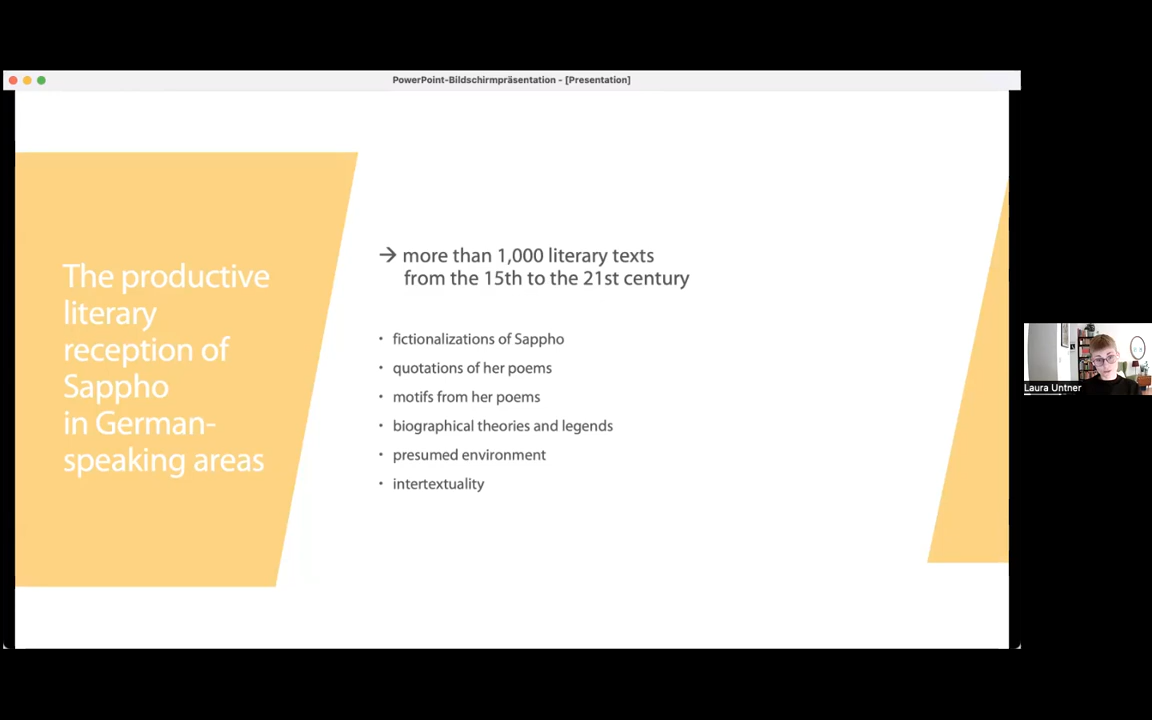 PowerPoint-Bildschirmpräsentation - [Presentation]
The productive
literary
reception of
Sappho
in German-
speaking areas
→ more than 1,000 literary texts
from the 15th to the 21st century
• fictionalizations of Sappho
• quotations of her poems
• motifs from her poems
• biographical theories and legends
• presumed environment
• intertextuality
Laura Untner